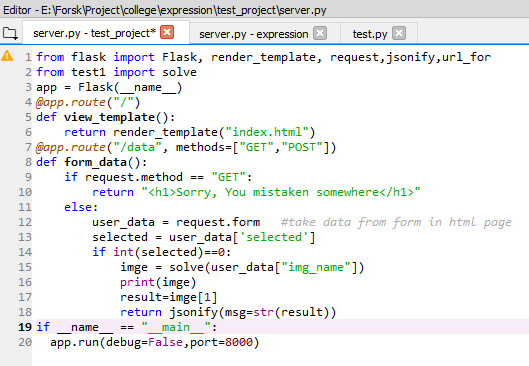 Editor - E:\Forsk\Project\college\expression\test_project\server.py
server.py - test_project* server.py - expression test.py
1 from flask import Flask, render_template, request,jsonify,url_for
2 from test1 import solve
3 app = Flask(__name__)
4 @app.route("/")
5 def view_template():
6     return render_template("index.html")
7 @app.route("/data", methods=["GET","POST"])
8 def form_data():
9     if request.method == "GET":
10         return "<h1>Sorry, You mistaken somewhere</h1>"
11     else:
12         user_data = request.form   #take data from form in html page
13         selected = user_data['selected']
14         if int(selected)==0:
15             imge = solve(user_data["img_name"])
16             print(imge)
17             result=imge[1]
18             return jsonify(msg=str(result))
19 if __name__ == "__main__":
20   app.run(debug=False,port=8000)